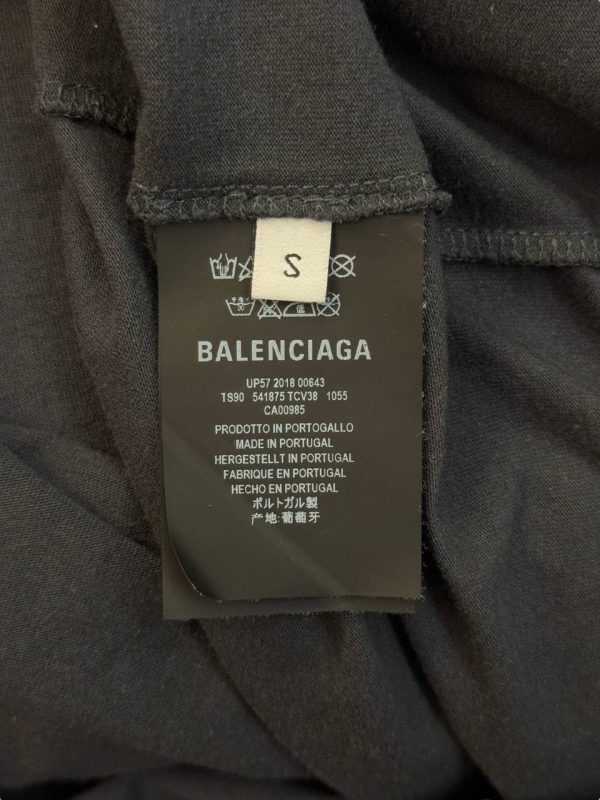 S
BALENCIAGA
UP57 2018 00643
TS90 541875 TCV38 1055
CA00985
PRODOTTO IN PORTOGALLO
MADE IN PORTUGAL
HERGESTELLT IN PORTUGAL
FABRIQUE EN PORTUGAL
HECHO EN PORTUGAL
ポルトガル製
产地:葡萄牙